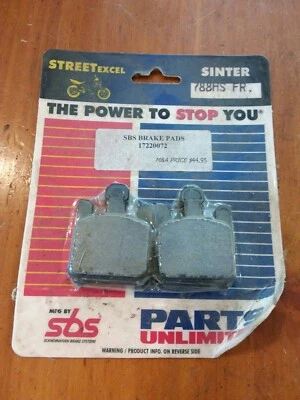 STREETEXCEL
SINTER
788HS FR.
THE POWER TO STOP YOU®
SBS BRAKE PADS
17220072
M&A PRICE $44.95
MFG BY
sbs
SCANDINAVIAN BRAKE SYSTEMS
PARTS
UNLIMITE
WARNING / PRODUCT INFO. ON REVERSE SIDE